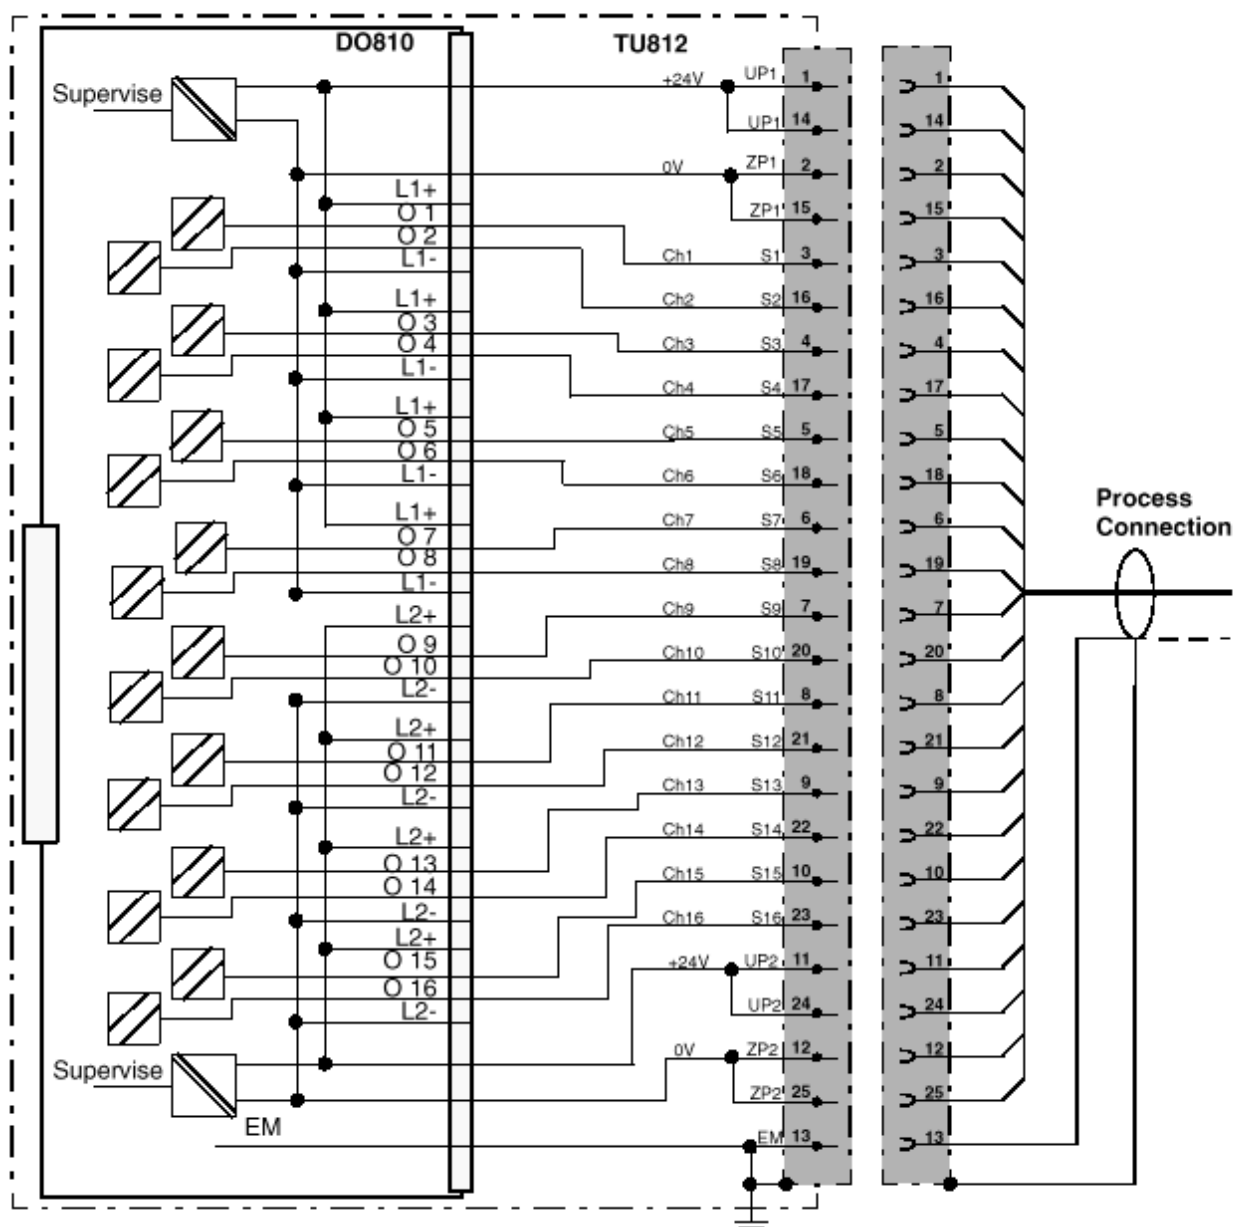 DO810 TU812
Supervise +24V UP1 1 1
UP1 14 14
0V ZP1 2 2
L1+
O 1 ZP1 15 15
O 2
L1- Ch1 S1 3 3
L1+ Ch2 S2 16 16
O 3
O 4 Ch3 S3 4 4
L1-
Ch4 S4 17 17
L1+
O 5 Ch5 S5 5 5
O 6
L1- Ch6 S6 18 18
Process
L1+ Ch7 S7 6 6
Connection
O 7
O 8 Ch8 S8 19 19
L1-
L2+ Ch9 S9 7 7
O 9
O 10 Ch10 S10 20 20
L2-
Ch11 S11 8 8
L2+
O 11 Ch12 S12 21 21
O 12
L2- Ch13 S13 9 9
L2+ Ch14 S14 22 22
O 13
O 14 Ch15 S15 10 10
L2-
Ch16 S16 23 23
L2+
O 15 +24V UP2 11 11
O 16
L2- UP2 24 24
0V ZP2 12 12
Supervise
ZP2 25 25
EM
EM 13 13